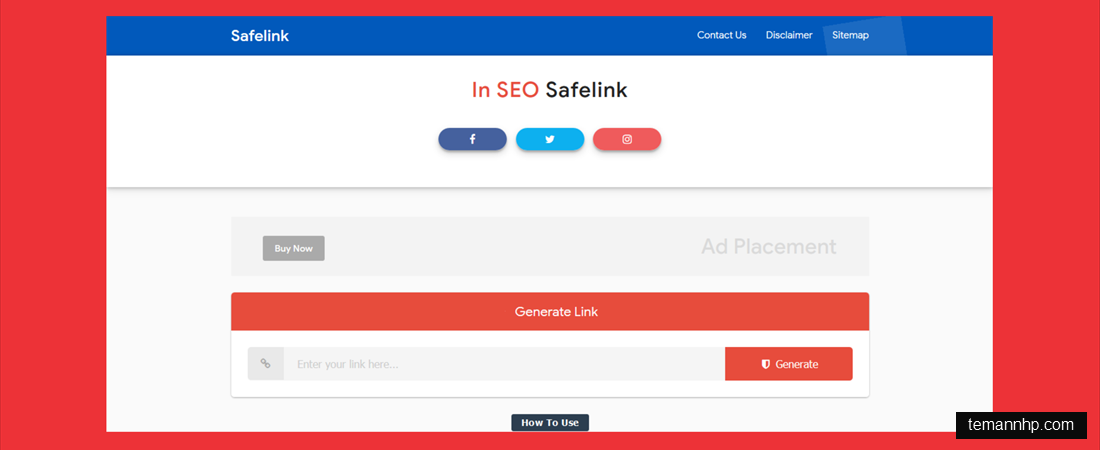 Safelink
Contact Us Disclaimer Sitemap
In SEO Safelink
Buy Now
Ad Placement
Generate Link
Enter your link here...
Generate
How To Use
temannhp.com